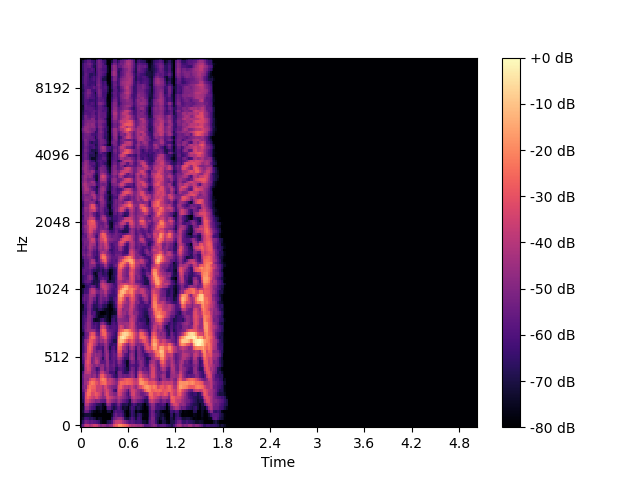 +0 dB
8192
-10 dB
4096
-20 dB
-30 dB
2048
-40 dB
Hz
1024
-50 dB
512
-60 dB
-70 dB
0
-80 dB
0 0.6 1.2 1.8 2.4 3 3.6 4.2 4.8
Time